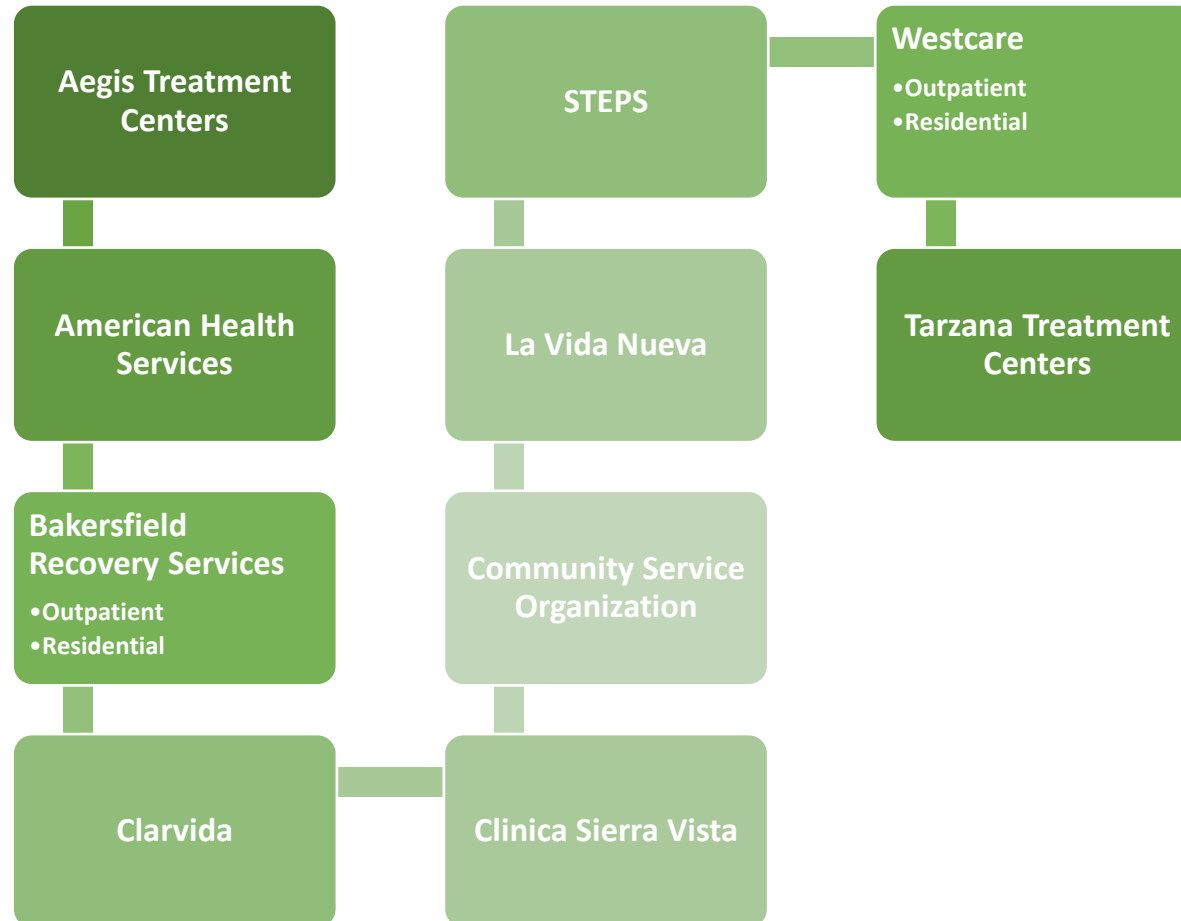 Aegis Treatment
Centers
American Health
Services
Bakersfield
Recovery Services
•Outpatient
•Residential
Clarvida
Clinica Sierra Vista
Community Service
Organization
La Vida Nueva
STEPS
Westcare
•Outpatient
•Residential
Tarzana Treatment
Centers